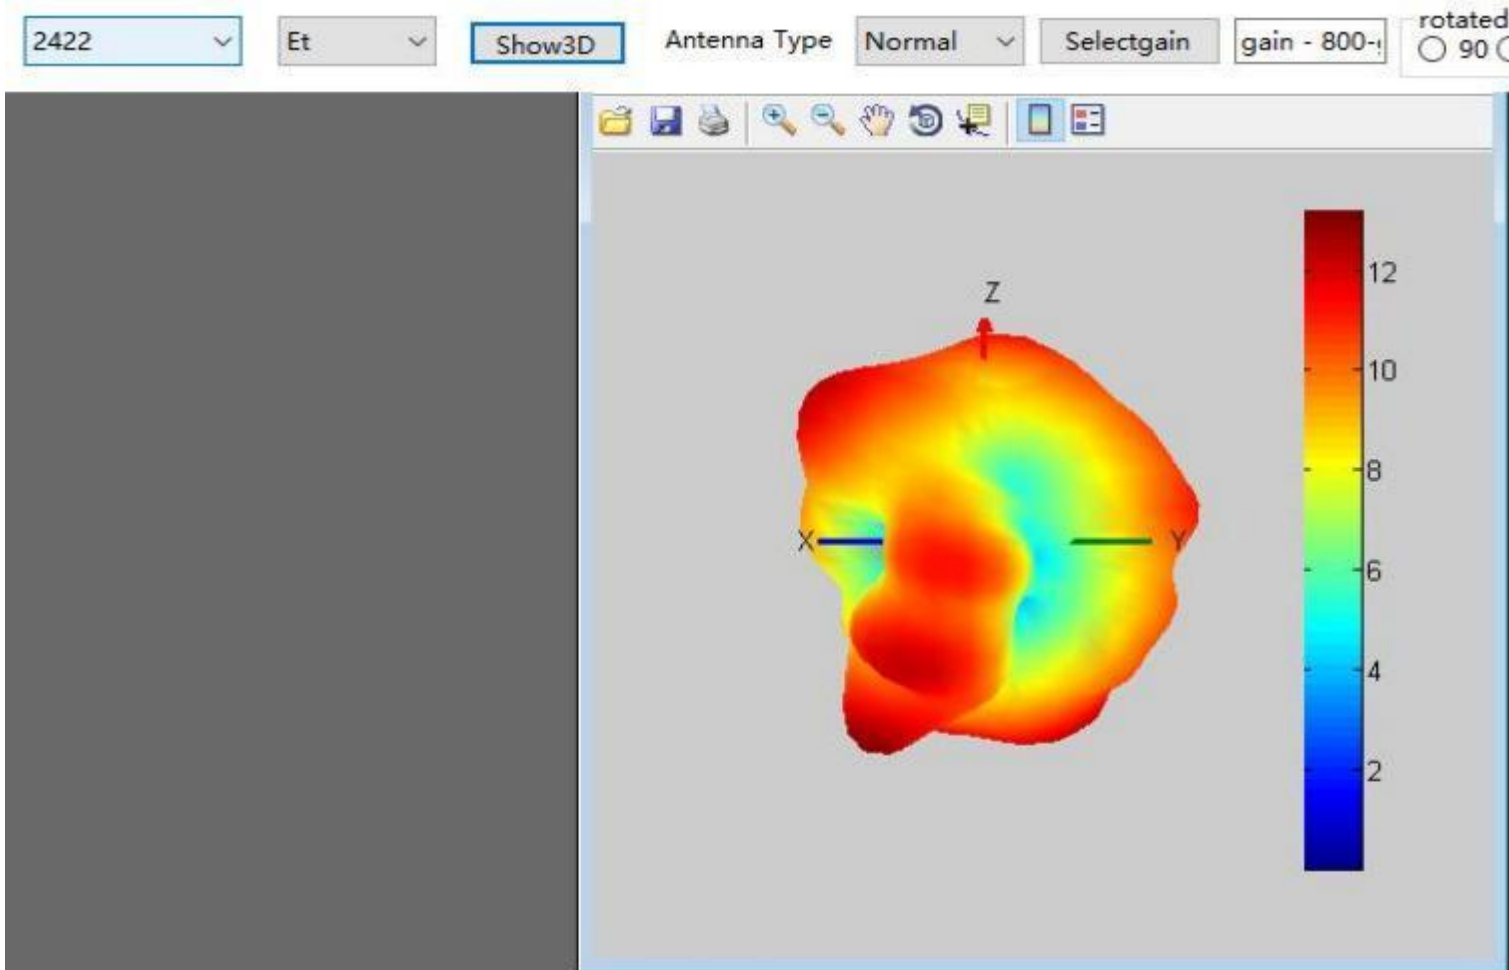 2422
Et
Show3D
Antenna Type
Normal
Selectgain
gain - 800-
rotated
90
Z
X
Y
12
10
8
6
4
2